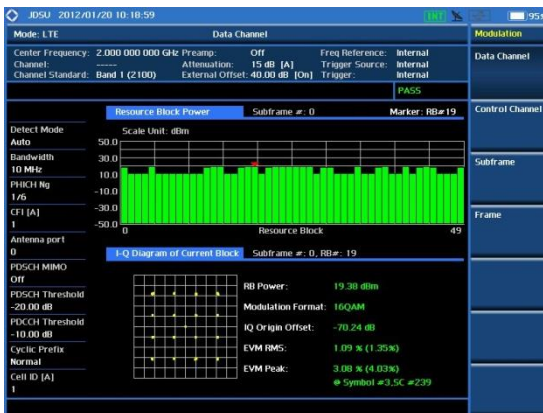 JDSU 2012/01/20 10:18:59
INT
95%
Mode: LTE
Data Channel
Modulation
Center Frequency: 2.000 000 000 GHz
Preamp: Off
Freq Reference: Internal
Channel: -----
Attenuation: 15 dB [A]
Trigger Source: Internal
Channel Standard: Band 1 (2100)
External Offset: 40.00 dB [On]
Trigger: Internal
PASS
Data Channel
Control Channel
Subframe
Frame
Detect Mode
Auto
Bandwidth
10 MHz
PHICH Ng
1/6
CFI [A]
1
Antenna port
0
PDSCH MIMO
Off
PDSCH Threshold
-20.00 dB
PDCCH Threshold
-10.00 dB
Cyclic Prefix
Normal
Cell ID [A]
1
Resource Block Power
Subframe #: 0
Marker: RB#19
Scale Unit: dBm
50.0
30.0
10.0
-10.0
-30.0
-50.0
0
Resource Block
49
I-Q Diagram of Current Block
Subframe #: 0, RB#: 19
RB Power: 19.38 dBm
Modulation Format: 16QAM
IQ Origin Offset: -70.24 dB
EVM RMS: 1.09 % (1.35%)
EVM Peak: 3.08 % (4.03%)
@ Symbol #3,SC #239